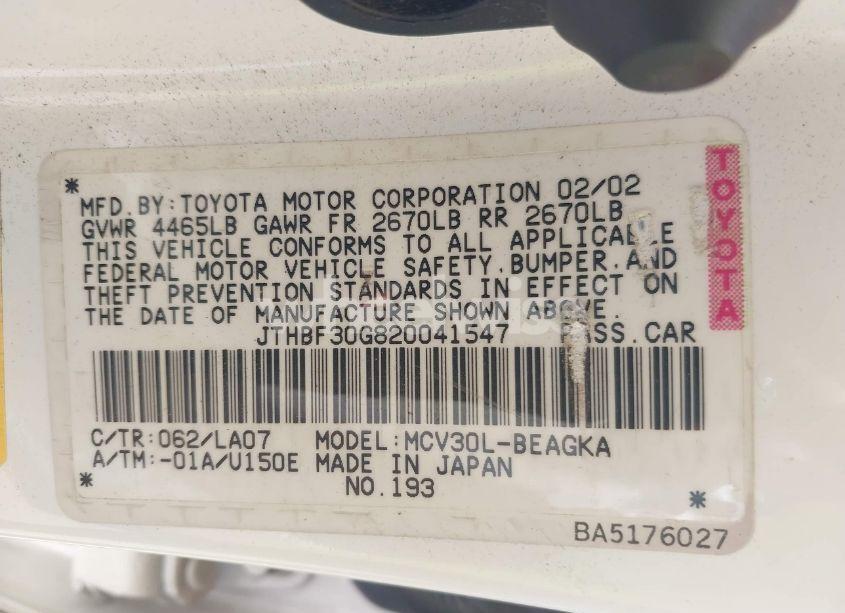 *
MFD.BY:TOYOTA MOTOR CORPORATION 02/02
GVWR 4465LB GAWR FR 2670LB RR 2670LB
THIS VEHICLE CONFORMS TO ALL APPLICABLE
FEDERAL MOTOR VEHICLE SAFETY,BUMPER,AND
THEFT PREVENTION STANDARDS IN EFFECT ON
THE DATE OF MANUFACTURE SHOWN ABOVE.
JTHBF30G820041547 PASS.CAR
C/TR:062/LA07 MODEL:MCV30L-BEAGKA
A/TM:-01A/U150E MADE IN JAPAN
* NO.193 *
BA5176027
TOYOTA